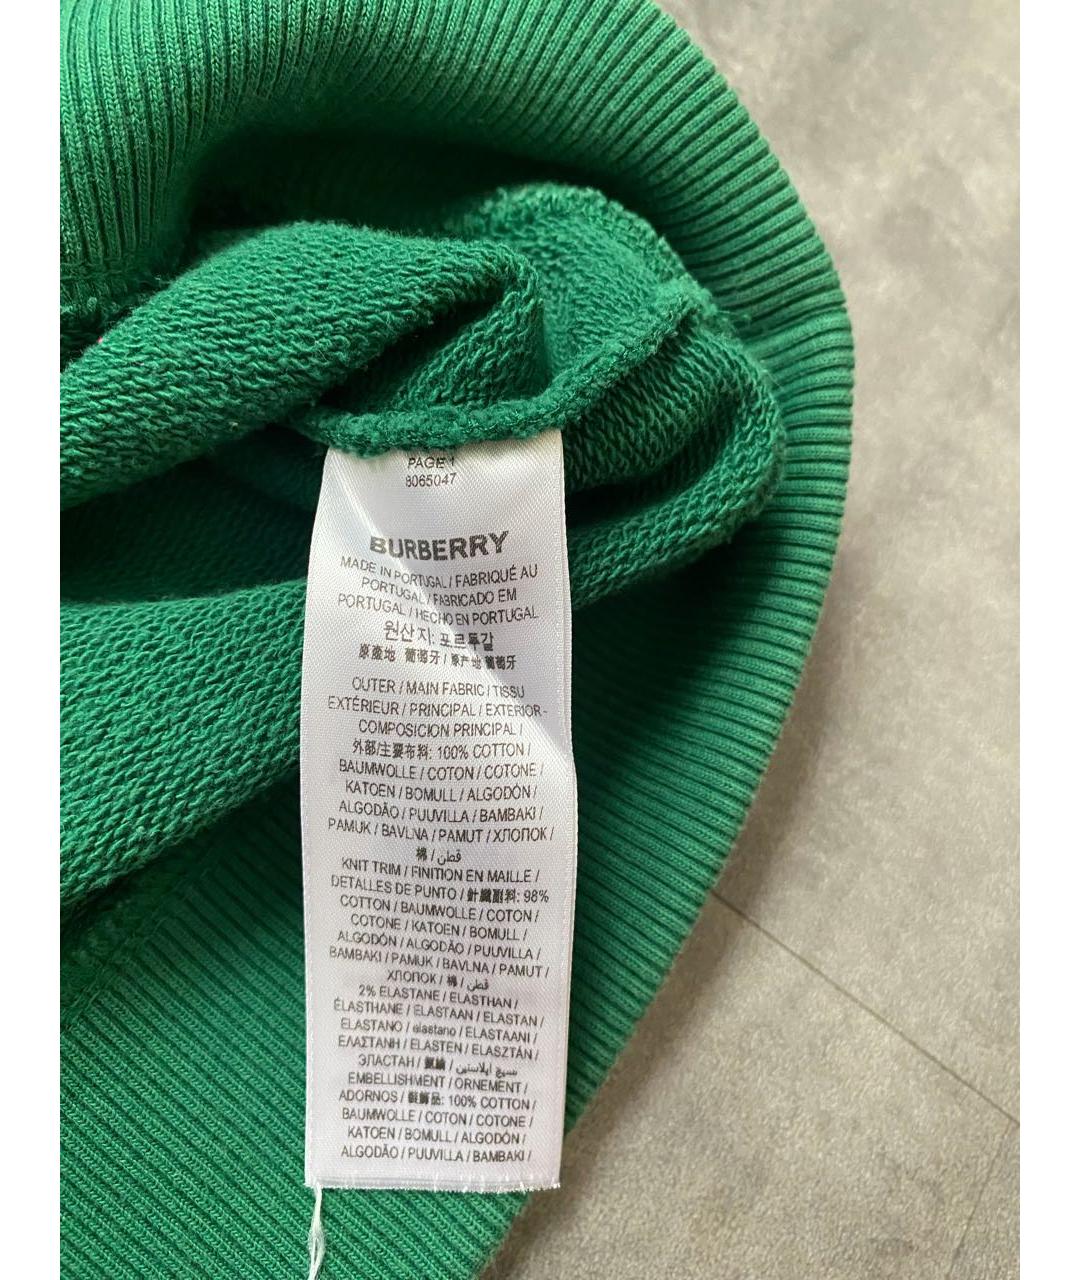 PAGE 1
8065047
BURBERRY
MADE IN PORTUGAL / FABRIQUÉ AU
PORTUGAL / FABRICADO EM
PORTUGAL / HECHO EN PORTUGAL
원산지: 포르투갈
原產地 葡萄牙 / 原产地 葡萄牙
OUTER / MAIN FABRIC / TISSU
EXTÉRIEUR / PRINCIPAL / EXTERIOR-
COMPOSICION PRINCIPAL /
外部/主要布料: 100% COTTON /
BAUMWOLLE / COTON / COTONE /
KATOEN / BOMULL / ALGODÓN /
ALGODÃO / PUUVILLA / BAMBAKI /
PAMUK / BAVLNA / PAMUT / ХЛОПОК /
棉 / قطن /
KNIT TRIM / FINITION EN MAILLE /
DETALLES DE PUNTO / 針織副料: 98%
COTTON / BAUMWOLLE / COTON /
COTONE / KATOEN / BOMULL /
ALGODÓN / ALGODÃO / PUUVILLA /
BAMBAKI / PAMUK / BAVLNA / PAMUT /
ХЛОПОК / 棉 / قطن /
2% ELASTANE / ELASTHAN /
ÉLASTHANE / ELASTAAN / ELASTAN /
ELASTANO / elastano / ELASTAANI /
ΕΛΑΣΤΑΝΗ / ELASTEN / ELASZTÁN /
ЭЛАСТАН / نسيج إيلاستين /
EMBELLISHMENT / ORNEMENT /
ADORNOS / 裝飾品: 100% COTTON /
BAUMWOLLE / COTON / COTONE /
KATOEN / BOMULL / ALGODÓN /
ALGODÃO / PUUVILLA / BAMBAKI /